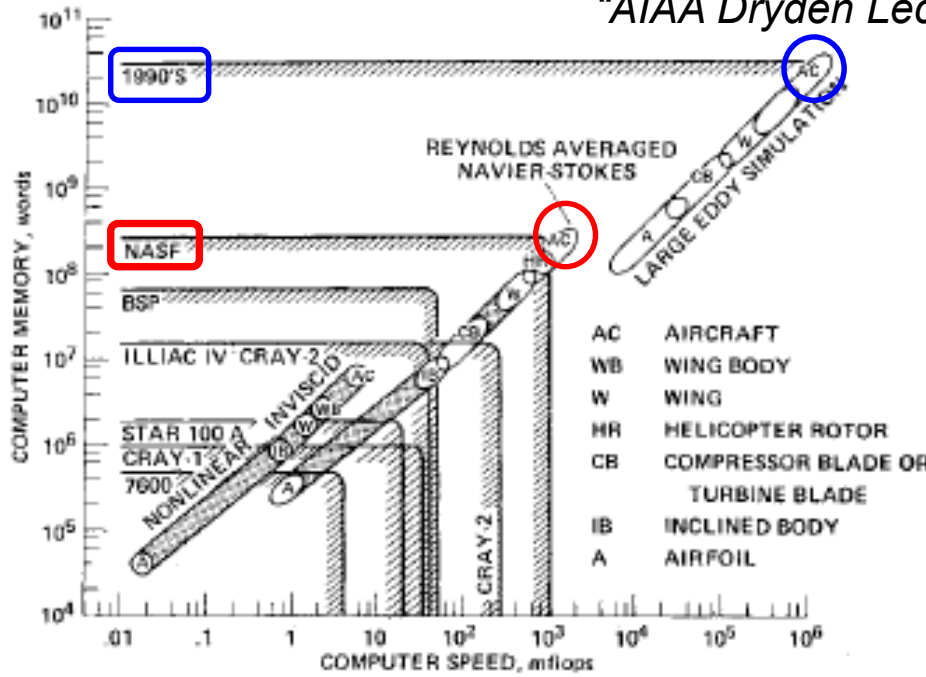 "AIAA Dryden Lec
10¹¹
1990'S
AC
10¹⁰
REYNOLDS AVERAGED
NAVIER-STOKES
CB
A
LARGE EDDY SIMULATION
10⁹
NASF
AC
HR
10⁸
BSP
CB
AC AIRCRAFT
10⁷
ILLIAC IV CRAY-2
WB WING BODY
W WING
NONLINEAR INVISCID
WB
W
IB
HR HELICOPTER ROTOR
10⁶
STAR 100 A
CRAY-1
7600
CB COMPRESSOR BLADE OR
TURBINE BLADE
A
10⁵
IB INCLINED BODY
A
CRAY-2
A AIRFOIL
10⁴
COMPUTER MEMORY, words
.01 .1 1 10 10² 10³ 10⁴ 10⁵ 10⁶
COMPUTER SPEED, mflops